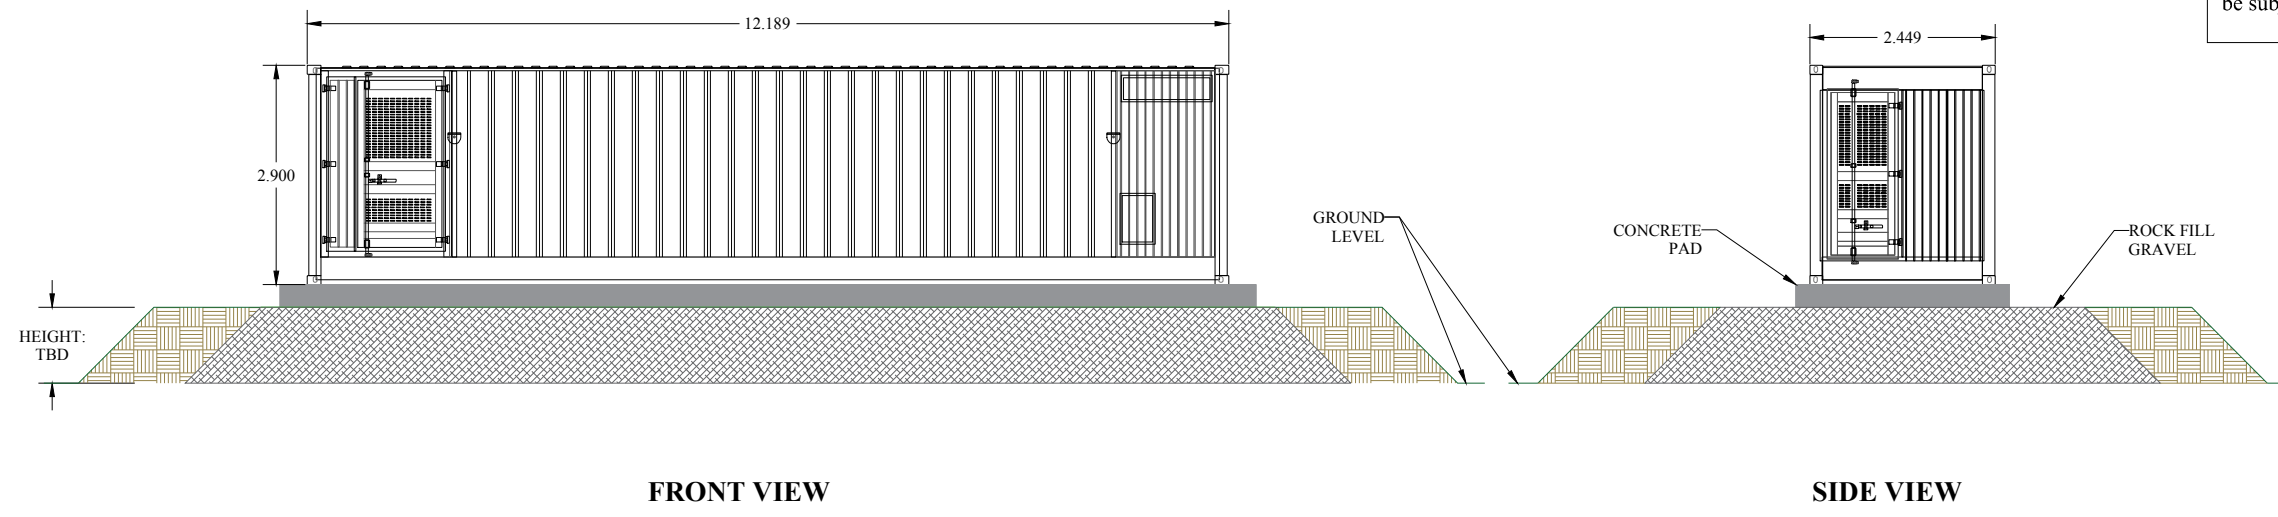 be sub
12.189
2.449
2.900
GROUND
LEVEL
CONCRETE
PAD
ROCK FILL
GRAVEL
HEIGHT:
TBD
FRONT VIEW
SIDE VIEW